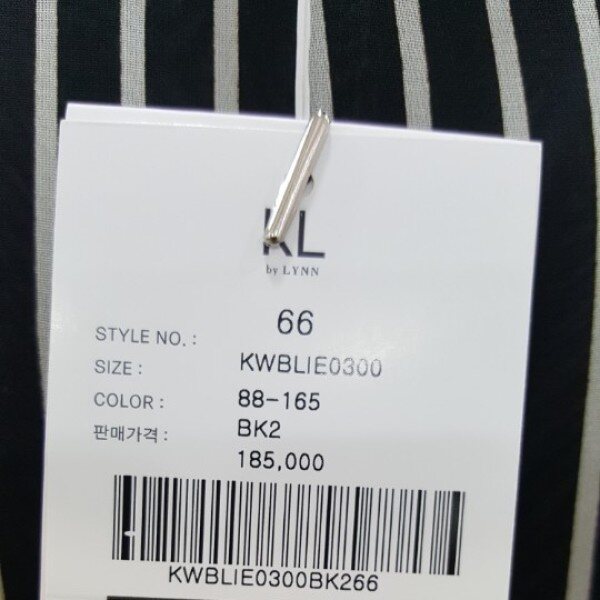 KL
by LYNN
66
STYLE NO. : KWBLIE0300
SIZE : 88-165
COLOR : BK2
판매가격 : 185,000
KWBLIE0300BK266